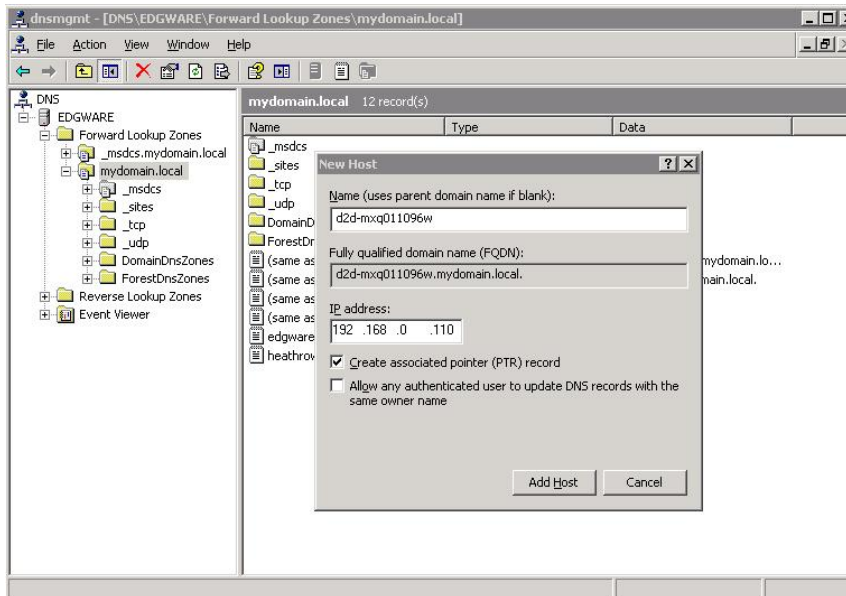 dnsmgmt - [DNS\EDGWARE\Forward Lookup Zones\mydomain.local]
File Action View Window Help
DNS
EDGWARE
Forward Lookup Zones
_msdcs.mydomain.local
mydomain.local
_msdcs
_sites
_tcp
_udp
DomainDnsZones
ForestDnsZones
Reverse Lookup Zones
Event Viewer
mydomain.local 12 record(s)
Name Type Data
_msdcs
_sites
_tcp
_udp
DomainD
ForestDr
(same as
(same as
(same as
(same as
edgware
heathrow
mydomain.lo...
main.local.
New Host
Name (uses parent domain name if blank):
d2d-mxq011096w
Fully qualified domain name (FQDN):
d2d-mxq011096w.mydomain.local.
IP address:
192 .168 .0 .110
Create associated pointer (PTR) record
Allow any authenticated user to update DNS records with the
same owner name
Add Host Cancel